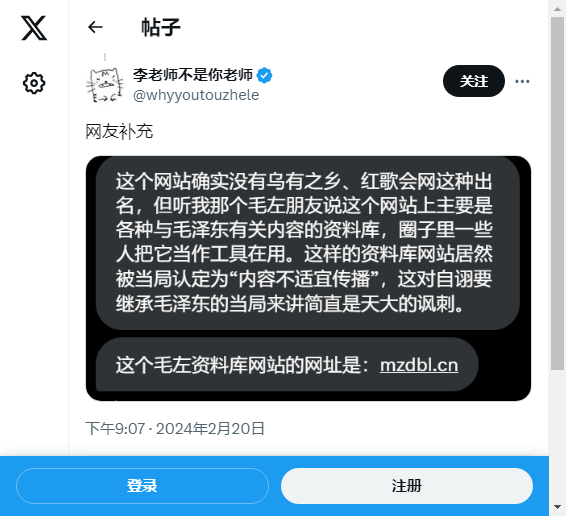 帖子
李老师不是你老师
@whyyoutouzhele
关注
网友补充
这个网站确实没有乌有之乡、红歌会网这种出
名，但听我那个毛左朋友说这个网站上主要是
各种与毛泽东有关内容的资料库，圈子里一些
人把它当作工具在用。这样的资料库网站居然
被当局认定为“内容不适宜传播”，这对自诩要
继承毛泽东的当局来讲简直是天大的讽刺。
这个毛左资料库网站的网址是：mzdbl.cn
下午9:07 · 2024年2月20日
登录
注册